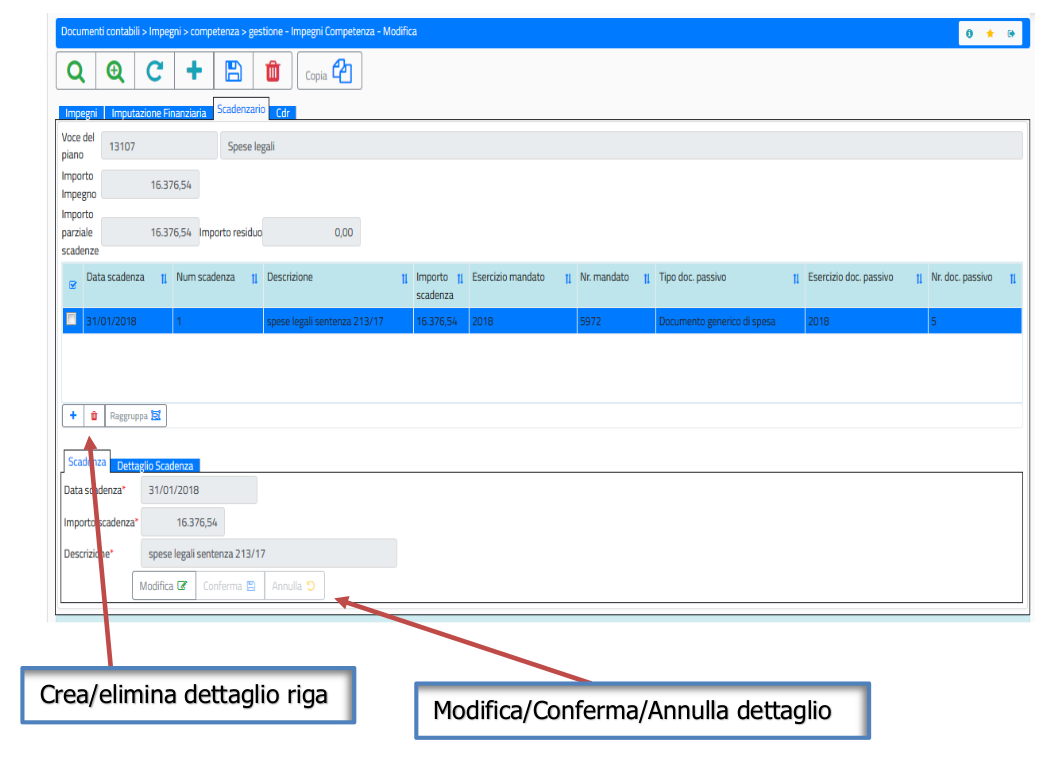 Documenti contabili > Impegni > competenza > gestione - Impegni Competenza - Modifica
Copia
Impegni Imputazione Finanziaria Scadenzario Cdr
Voce del piano 13107 Spese legali
Importo Impegno 16.376,54
Importo parziale scadenze 16.376,54 Importo residuo 0,00
Data scadenza Num scadenza Descrizione Importo scadenza Esercizio mandato Nr. mandato Tipo doc. passivo Esercizio doc. passivo Nr. doc. passivo
31/01/2018 1 spese legali sentenza 213/17 16.376,54 2018 5972 Documento generico di spesa 2018 5
Raggruppa
Scadenza Dettaglio Scadenza
Data scadenza* 31/01/2018
Importo scadenza* 16.376,54
Descrizione* spese legali sentenza 213/17
Modifica Conferma Annulla
Crea/elimina dettaglio riga
Modifica/Conferma/Annulla dettaglio